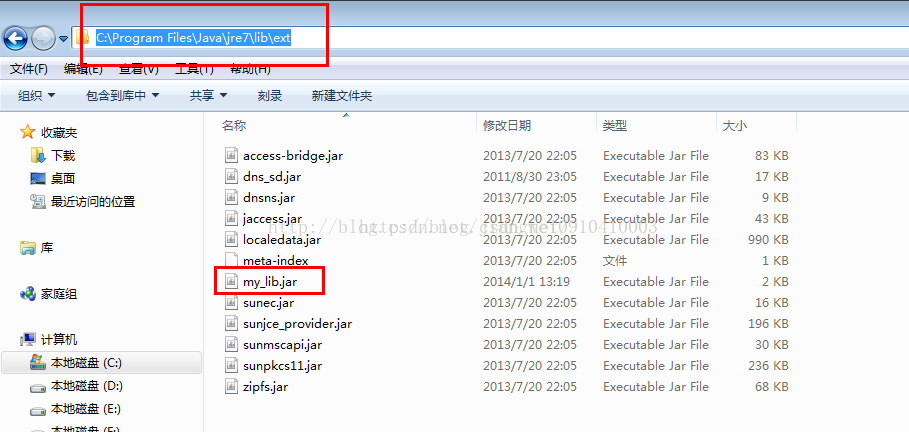 C:\Program Files\Java\jre7\lib\ext
文件(F) 编辑(E) 查看(V) 工具(T) 帮助(H)
组织 包含到库中 共享 刻录 新建文件夹
收藏夹
下载
桌面
最近访问的位置
库
家庭组
计算机
本地磁盘 (C:)
本地磁盘 (D:)
本地磁盘 (E:)
本地磁盘 (F:)
名称 修改日期 类型 大小
access-bridge.jar 2013/7/20 22:05 Executable Jar File 83 KB
dns_sd.jar 2011/8/30 23:05 Executable Jar File 17 KB
dnsns.jar 2013/7/20 22:05 Executable Jar File 9 KB
jaccess.jar 2013/7/20 22:05 Executable Jar File 43 KB
localedata.jar 2013/7/20 22:05 Executable Jar File 990 KB
meta-index 2013/7/20 22:05 文件 1 KB
my_lib.jar 2014/1/1 13:19 Executable Jar File 2 KB
sunec.jar 2013/7/20 22:05 Executable Jar File 16 KB
sunjce_provider.jar 2013/7/20 22:05 Executable Jar File 196 KB
sunmscapi.jar 2013/7/20 22:05 Executable Jar File 30 KB
sunpkcs11.jar 2013/7/20 22:05 Executable Jar File 236 KB
zipfs.jar 2013/7/20 22:05 Executable Jar File 68 KB